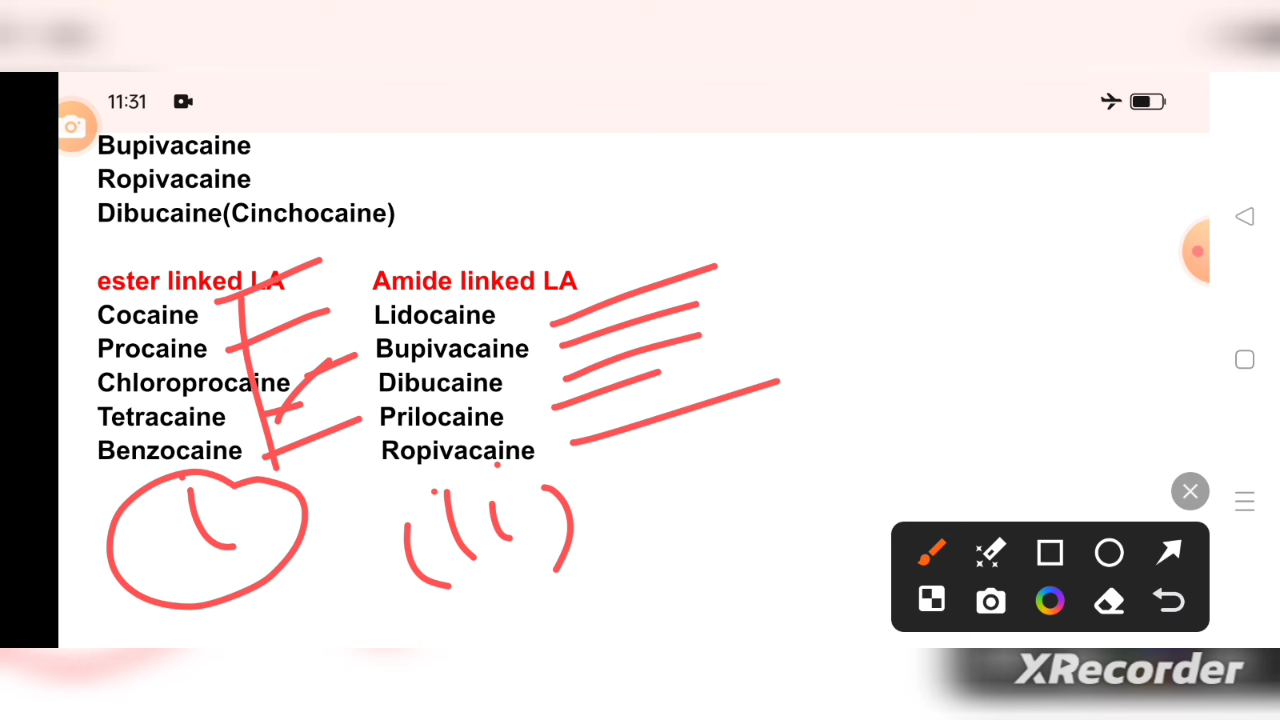 11:31
Bupivacaine
Ropivacaine
Dibucaine(Cinchocaine)
ester linked LA Amide linked LA
Cocaine Lidocaine
Procaine Bupivacaine
Chloroprocaine Dibucaine
Tetracaine Prilocaine
Benzocaine Ropivacaine
(i) (ii)
XRecorder